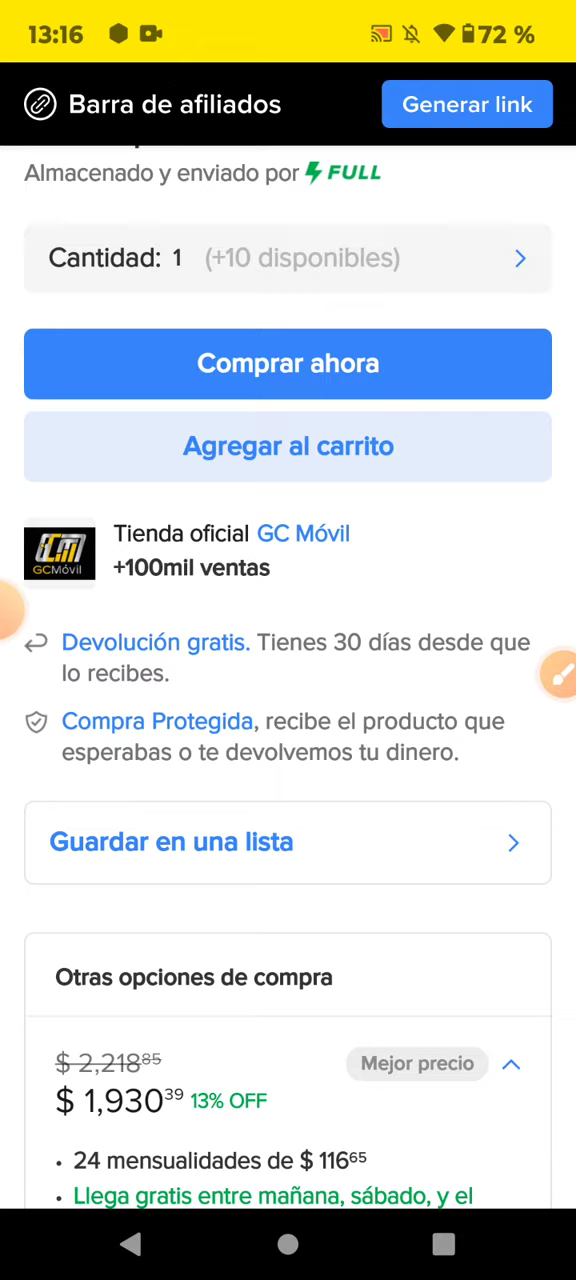 13:16 72 %
Barra de afiliados Generar link
Almacenado y enviado por FULL
Cantidad: 1 (+10 disponibles)
Comprar ahora
Agregar al carrito
GCMóvil
Tienda oficial GC Móvil
+100mil ventas
Devolución gratis. Tienes 30 días desde que
lo recibes.
Compra Protegida, recibe el producto que
esperabas o te devolvemos tu dinero.
Guardar en una lista
Otras opciones de compra
$ 2,218⁸⁵ Mejor precio
$ 1,930³⁹ 13% OFF
• 24 mensualidades de $ 116⁶⁵
• Llega gratis entre mañana, sábado, y el